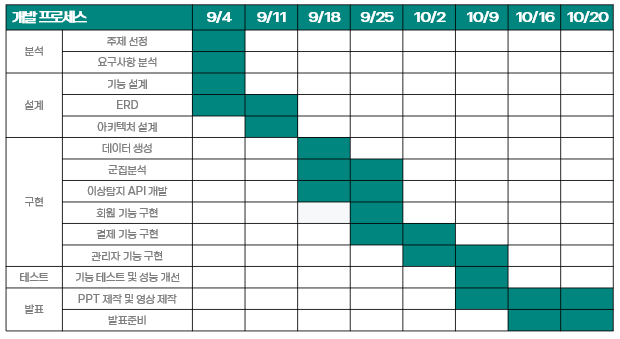 개발 프로세스 9/4 9/11 9/18 9/25 10/2 10/9 10/16 10/20
분석
주제 선정
요구사항 분석
설계
기능 설계
ERD
아키텍처 설계
구현
데이터 생성
군집분석
이상탐지 API 개발
회원 기능 구현
결제 기능 구현
관리자 기능 구현
테스트
기능 테스트 및 성능 개선
발표
PPT 제작 및 영상 제작
발표준비